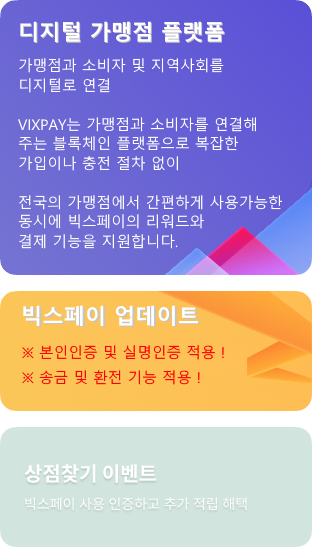 디지털 가맹점 플랫폼
가맹점과 소비자 및 지역사회를
디지털로 연결
VIXPAY는 가맹점과 소비자를 연결해
주는 블록체인 플랫폼으로 복잡한
가입이나 충전 절차 없이
전국의 가맹점에서 간편하게 사용가능한
동시에 빅스페이의 리워드와
결제 기능을 지원합니다.
빅스페이 업데이트
※ 본인인증 및 실명인증 적용 !
※ 송금 및 환전 기능 적용 !
상점찾기 이벤트
빅스페이 사용 인증하고 추가 적립 혜택